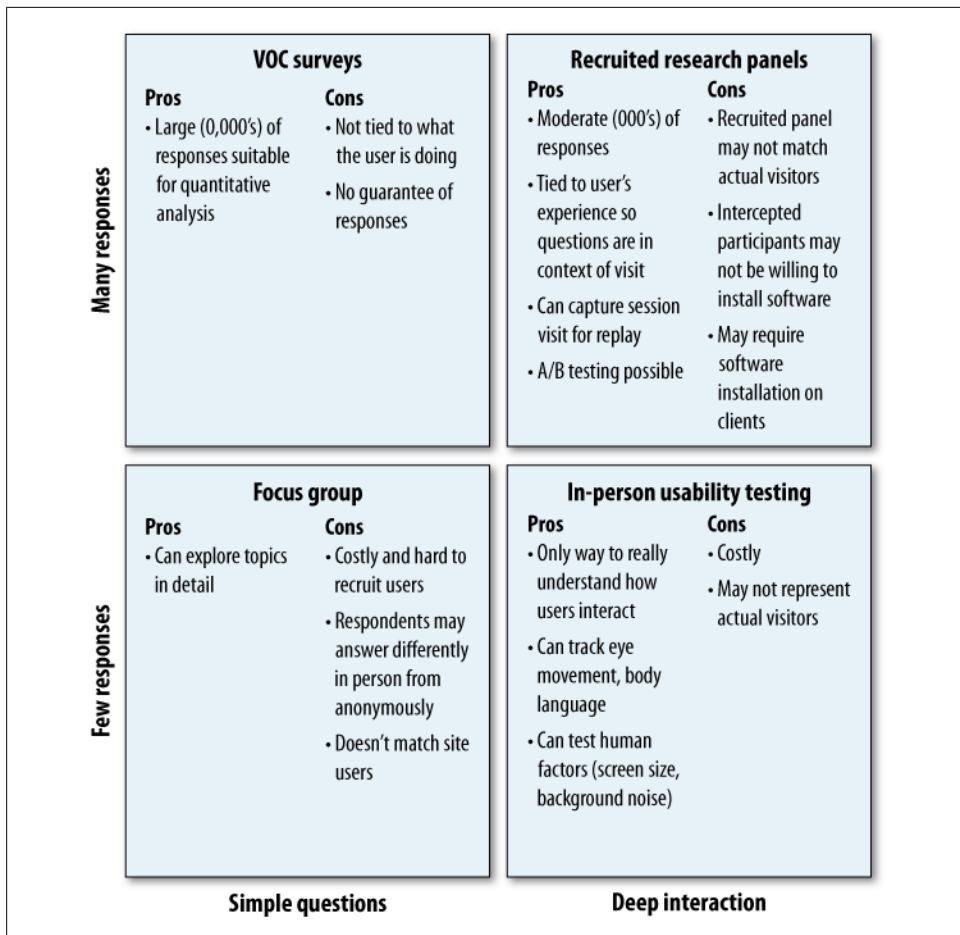 Many responses
VOC surveys
Pros
• Large (0,000's) of
responses suitable
for quantitative
analysis
Cons
• Not tied to what
the user is doing
• No guarantee of
responses
Recruited research panels
Pros
• Moderate (000's) of
responses
• Tied to user's
experience so
questions are in
context of visit
• Can capture session
visit for replay
• A/B testing possible
Cons
• Recruited panel
may not match
actual visitors
• Intercepted
participants may
not be willing to
install software
• May require
software
installation on
clients
Few responses
Focus group
Pros
• Can explore topics
in detail
Cons
• Costly and hard to
recruit users
• Respondents may
answer differently
in person from
anonymously
• Doesn't match site
users
In-person usability testing
Pros
• Only way to really
understand how
users interact
• Can track eye
movement, body
language
• Can test human
factors (screen size,
background noise)
Cons
• Costly
• May not represent
actual visitors
Simple questions
Deep interaction